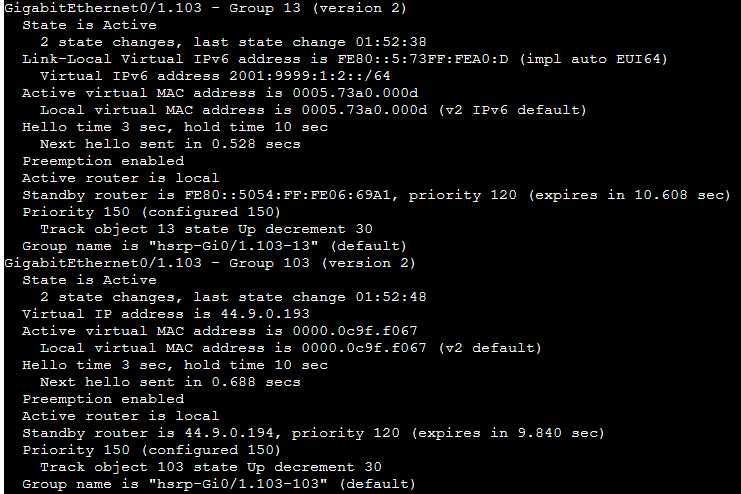 GigabitEthernet0/1.103 - Group 13 (version 2)
  State is Active
    2 state changes, last state change 01:52:38
  Link-Local Virtual IPv6 address is FE80::5:73FF:FEA0:D (impl auto EUI64)
    Virtual IPv6 address 2001:9999:1:2::/64
  Active virtual MAC address is 0005.73a0.000d
    Local virtual MAC address is 0005.73a0.000d (v2 IPv6 default)
  Hello time 3 sec, hold time 10 sec
    Next hello sent in 0.528 secs
  Preemption enabled
  Active router is local
  Standby router is FE80::5054:FF:FE06:69A1, priority 120 (expires in 10.608 sec)
  Priority 150 (configured 150)
    Track object 13 state Up decrement 30
  Group name is "hsrp-Gi0/1.103-13" (default)
GigabitEthernet0/1.103 - Group 103 (version 2)
  State is Active
    2 state changes, last state change 01:52:48
  Virtual IP address is 44.9.0.193
  Active virtual MAC address is 0000.0c9f.f067
    Local virtual MAC address is 0000.0c9f.f067 (v2 default)
  Hello time 3 sec, hold time 10 sec
    Next hello sent in 0.688 secs
  Preemption enabled
  Active router is local
  Standby router is 44.9.0.194, priority 120 (expires in 9.840 sec)
  Priority 150 (configured 150)
    Track object 103 state Up decrement 30
  Group name is "hsrp-Gi0/1.103-103" (default)